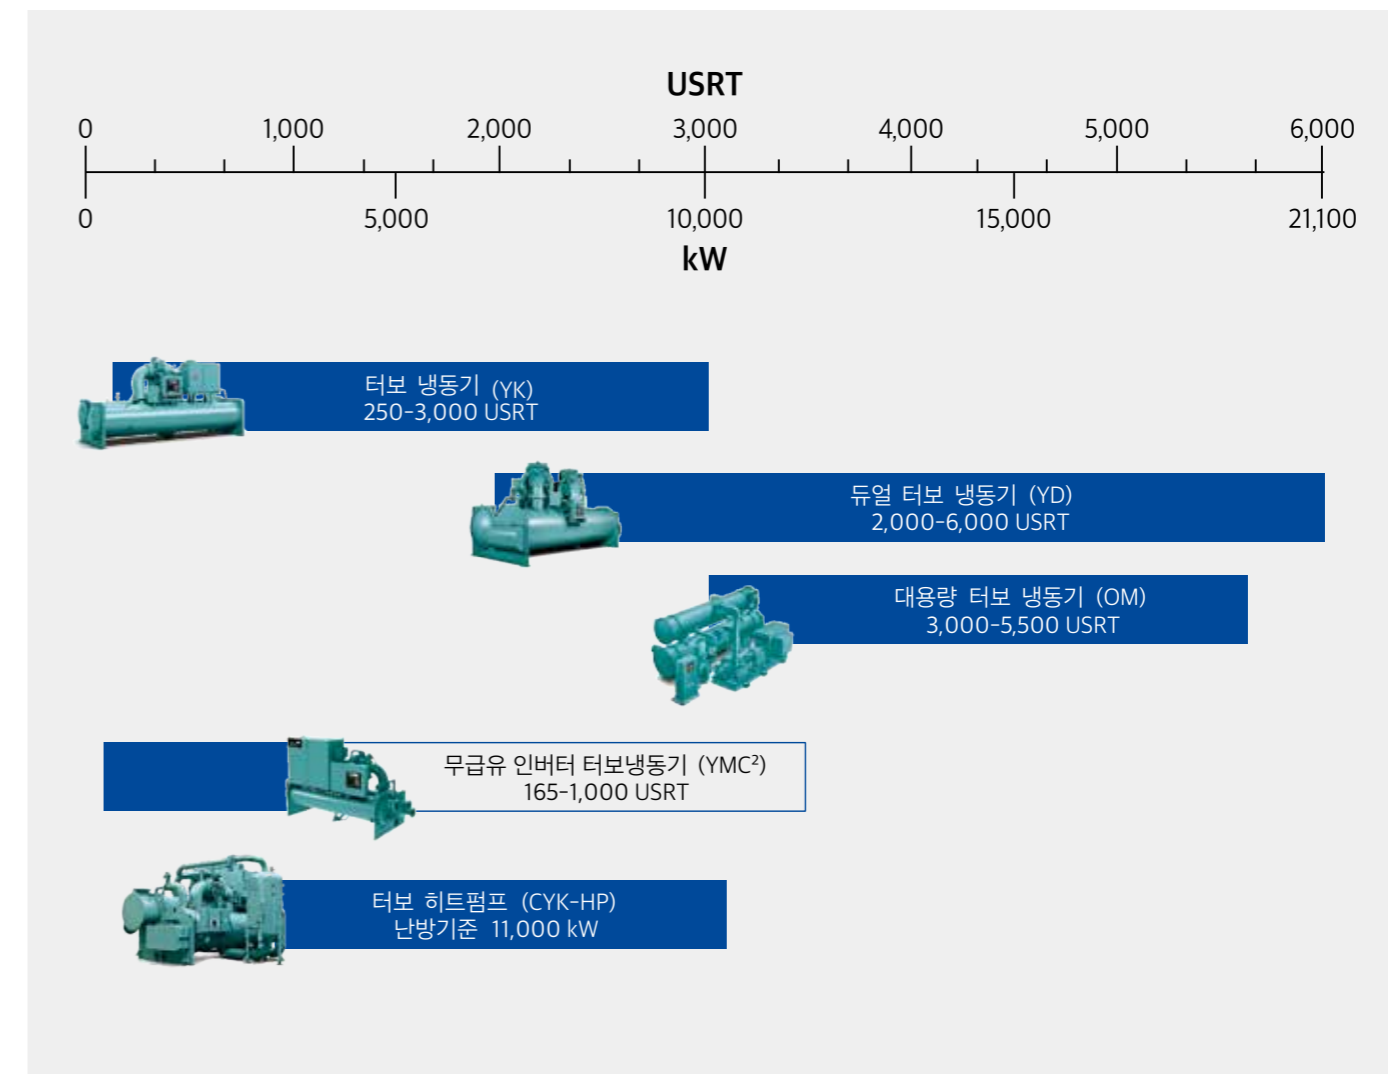 USRT
0 1,000 2,000 3,000 4,000 5,000 6,000
0 5,000 10,000 15,000 21,100
kW
터보 냉동기 (YK)
250-3,000 USRT
듀얼 터보 냉동기 (YD)
2,000-6,000 USRT
대용량 터보 냉동기 (OM)
3,000-5,500 USRT
무급유 인버터 터보냉동기 (YMC²)
165-1,000 USRT
터보 히트펌프 (CYK-HP)
난방기준 11,000 kW